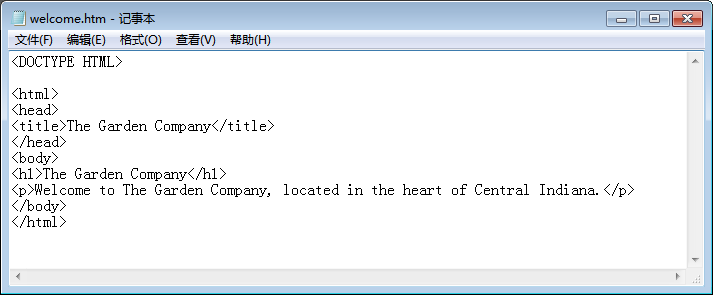 welcome.htm - 记事本
文件(F) 编辑(E) 格式(O) 查看(V) 帮助(H)
<DOCTYPE HTML>
<html>
<head>
<title>The Garden Company</title>
</head>
<body>
<h1>The Garden Company</h1>
<p>Welcome to The Garden Company, located in the heart of Central Indiana.</p>
</body>
</html>